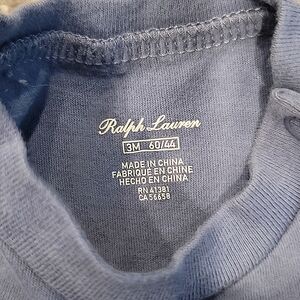 Ralph Lauren
3M 60/44
MADE IN CHINA
FABRIQUÉ EN CHINE
HECHO EN CHINA
RN 41381
CA 56658